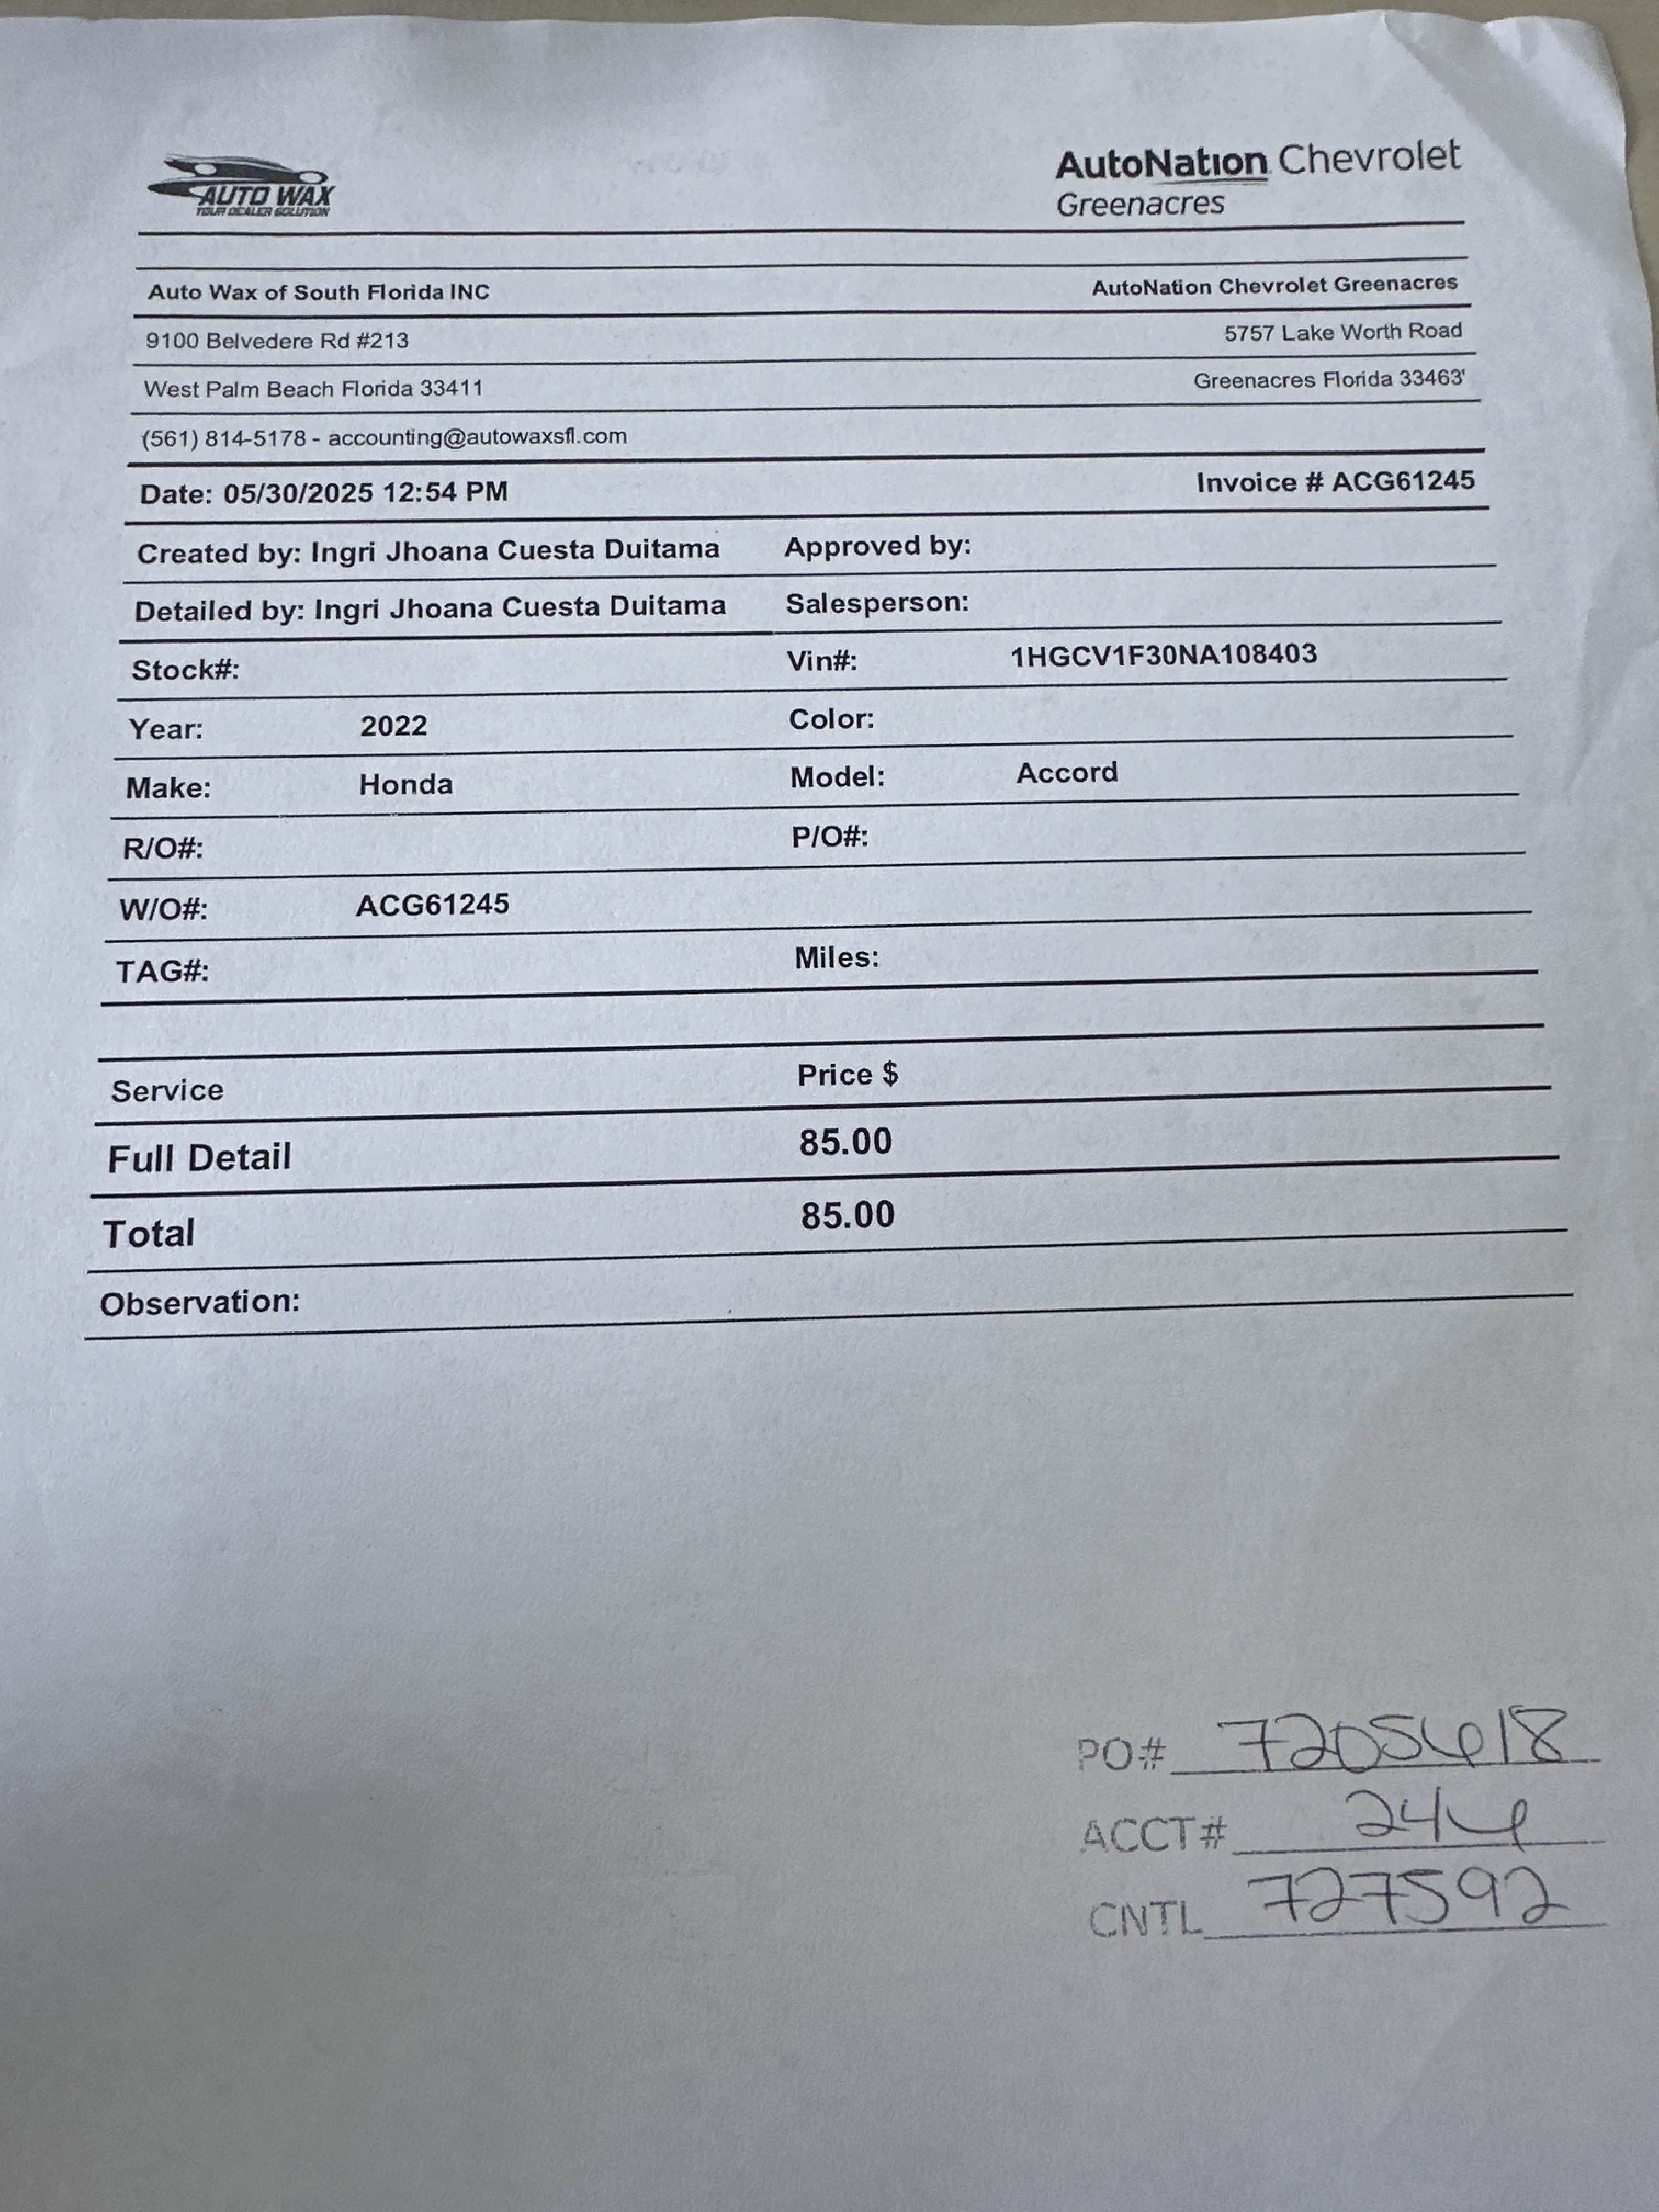 AUTO WAX
YOUR DEALER SOLUTION
AutoNation Chevrolet
Greenacres
Auto Wax of South Florida INC AutoNation Chevrolet Greenacres
9100 Belvedere Rd #213 5757 Lake Worth Road
West Palm Beach Florida 33411 Greenacres Florida 33463'
(561) 814-5178 - accounting@autowaxsfl.com
Date: 05/30/2025 12:54 PM Invoice # ACG61245
Created by: Ingri Jhoana Cuesta Duitama Approved by:
Detailed by: Ingri Jhoana Cuesta Duitama Salesperson:
Stock#: Vin#: 1HGCV1F30NA108403
Year: 2022 Color:
Make: Honda Model: Accord
R/O#: P/O#:
W/O#: ACG61245
TAG#: Miles:
Service Price $
Full Detail 85.00
Total 85.00
Observation:
PO# 7205618
ACCT# 246
CNTL 727592